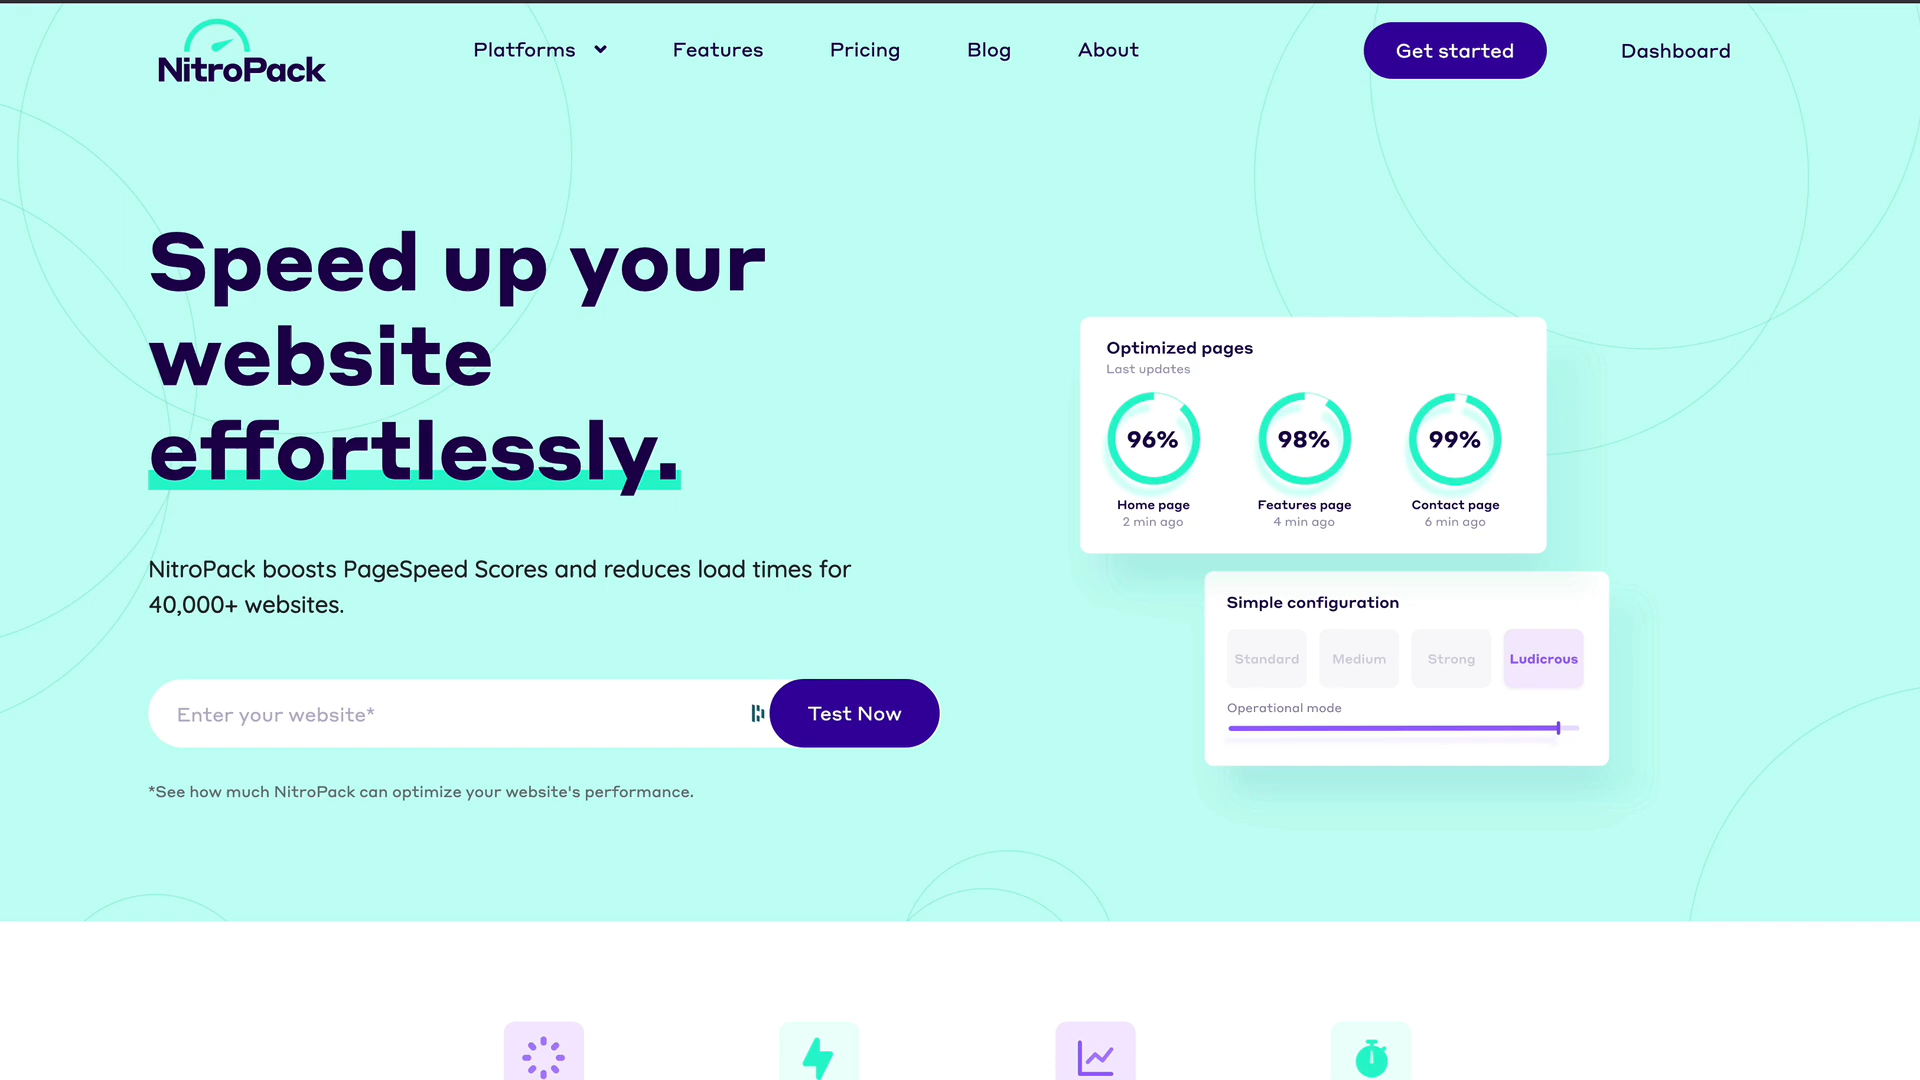 NitroPack
Platforms
Features
Pricing
Blog
About
Get started
Dashboard
Speed up your
website
effortlessly.
NitroPack boosts PageSpeed Scores and reduces load times for
40,000+ websites.
Enter your website*
Test Now
*See how much NitroPack can optimize your website's performance.
Optimized pages
Last updates
96%
98%
99%
Home page
Features page
Contact page
2 min ago
4 min ago
6 min ago
Simple configuration
Standard
Medium
Strong
Ludicrous
Operational mode